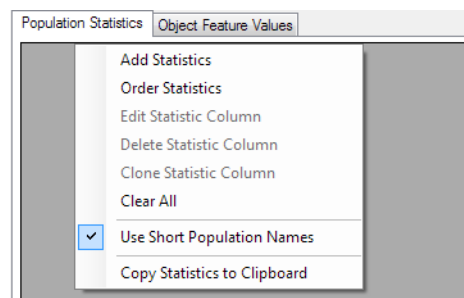 Population Statistics
Object Feature Values
Add Statistics
Order Statistics
Edit Statistic Column
Delete Statistic Column
Clone Statistic Column
Clear All
Use Short Population Names
Copy Statistics to Clipboard